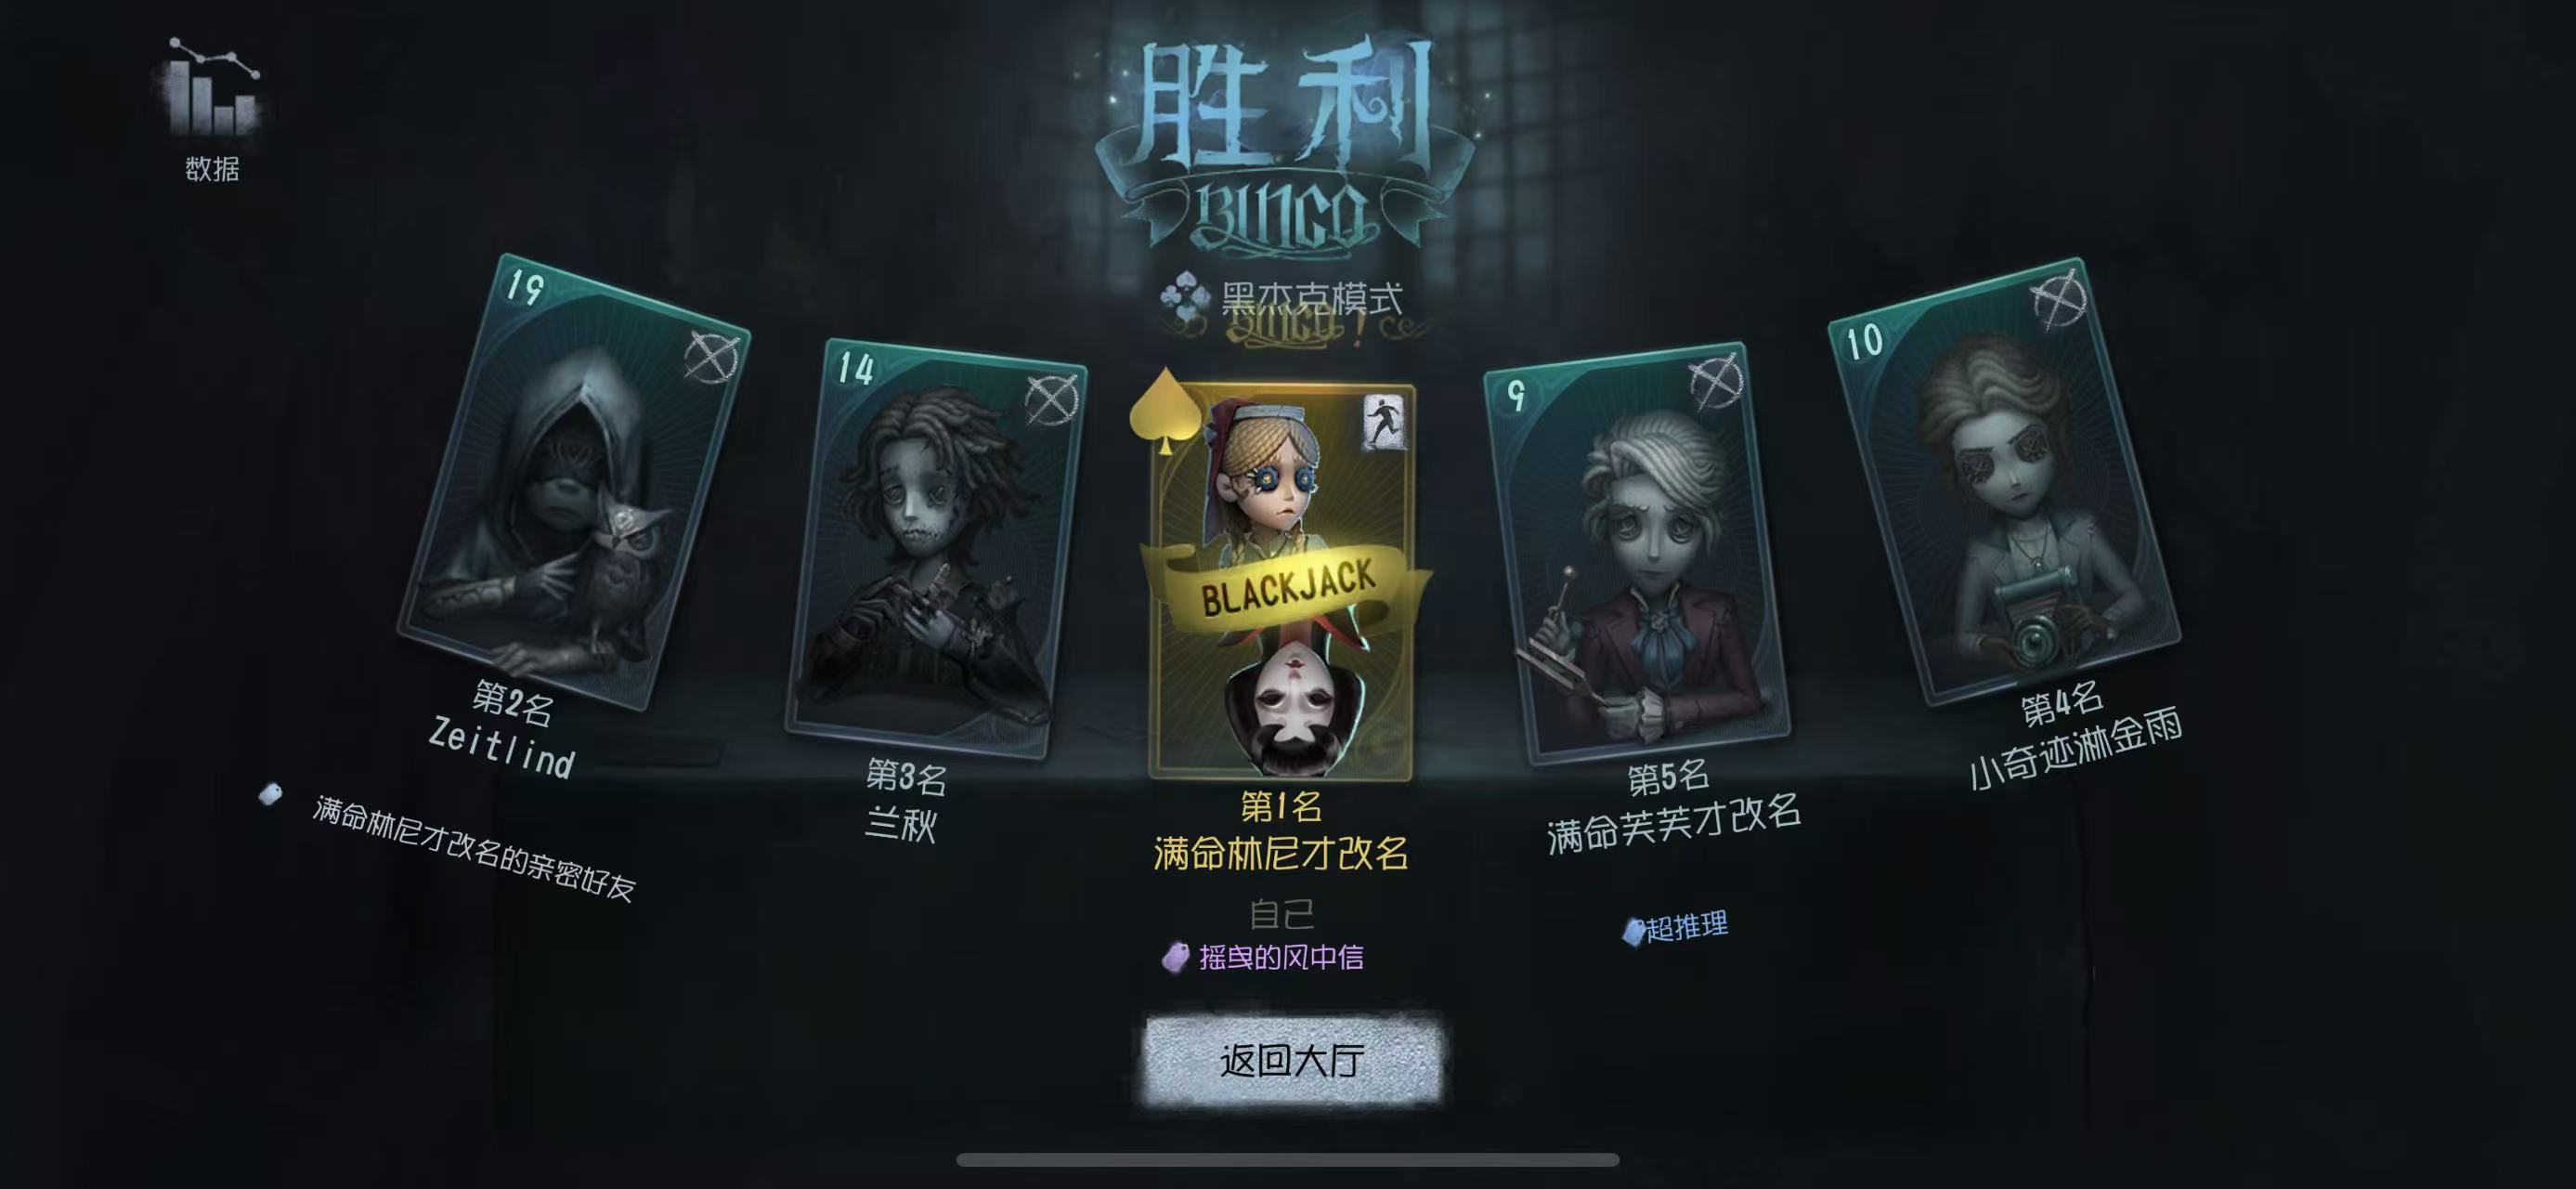 数据
胜利
BINGO
黑杰克模式
BINGO!
19
14
9
10
BLACKJACK
第2名
Zeitlind
满命林尼才改名的亲密好友
第3名
兰秋
第1名
满命林尼才改名
自己
摇曳的风中信
第5名
满命芙芙才改名
超推理
第4名
小奇迹淋金雨
返回大厅